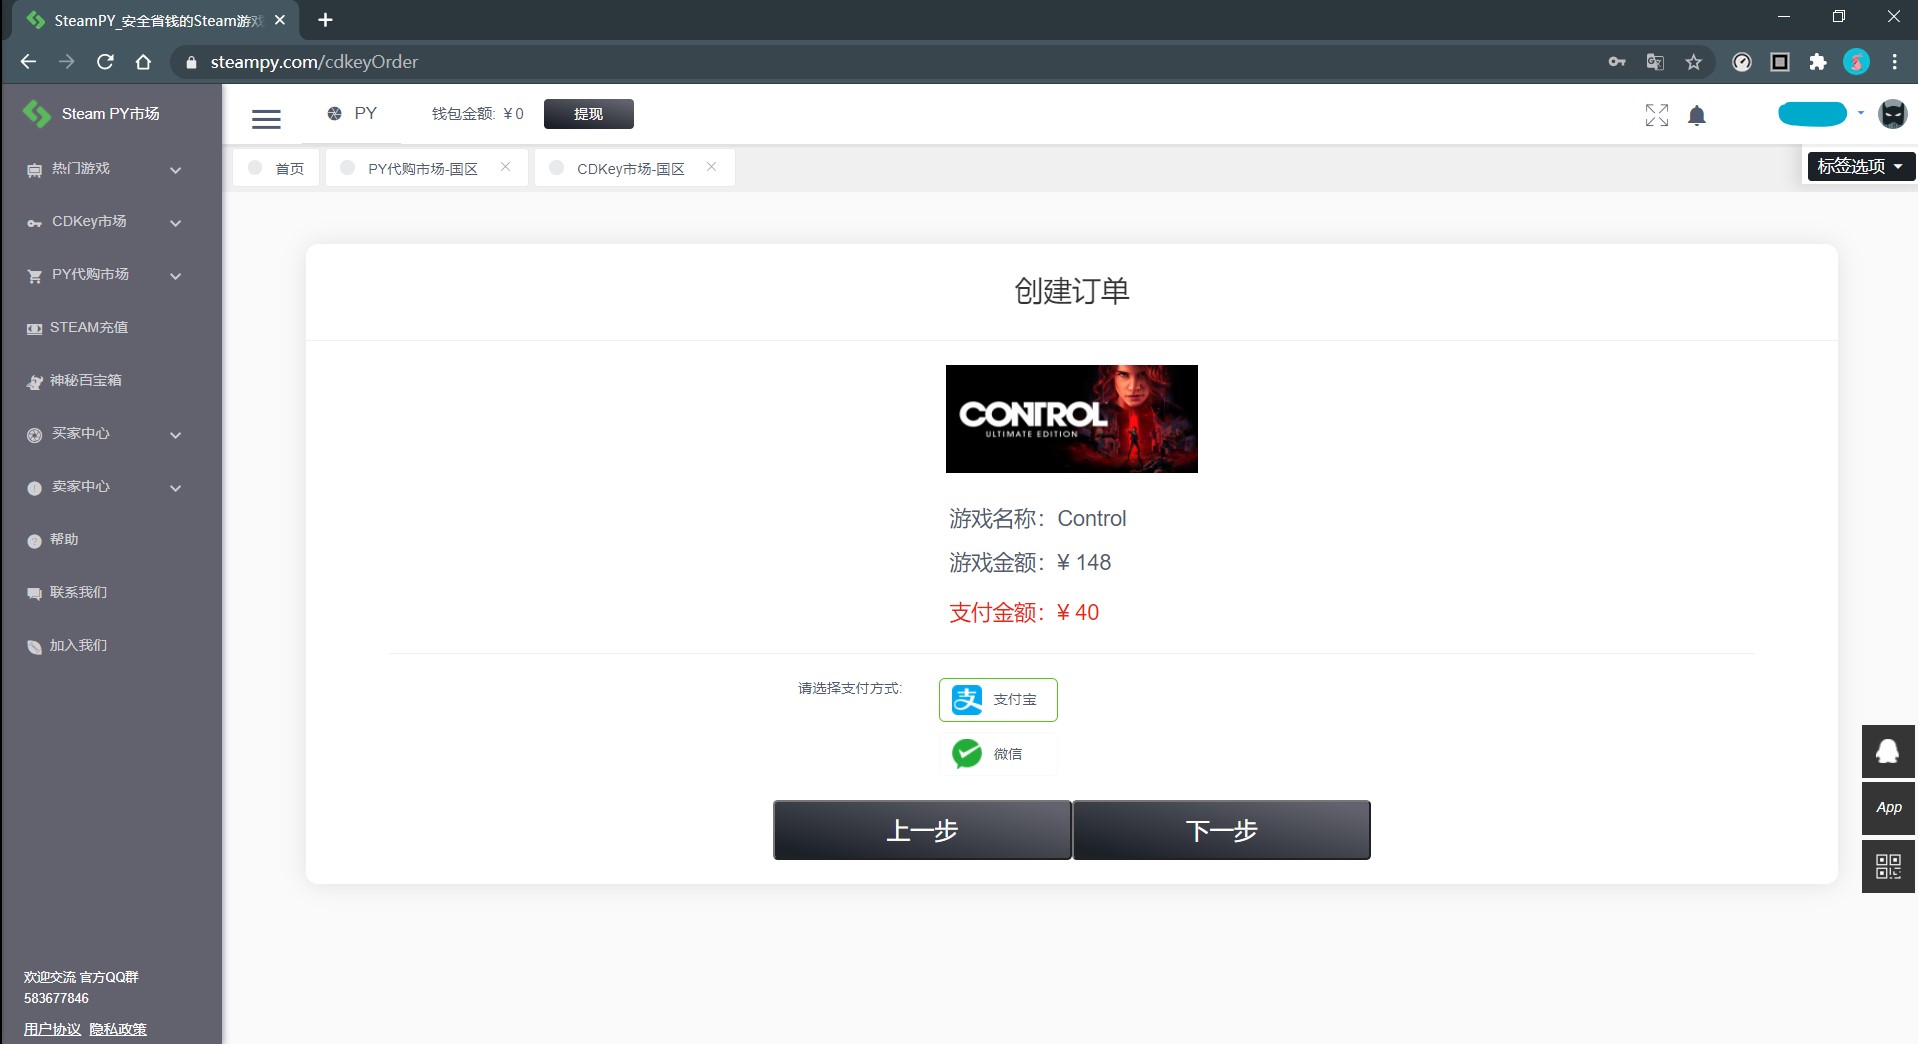 SteamPY_安全省钱的Steam游戏
steampy.com/cdkeyOrder
Steam PY市场
PY
钱包金额: ¥ 0
提现
首页
PY代购市场-国区
CDKey市场-国区
标签选项
热门游戏
CDKey市场
PY代购市场
STEAM充值
神秘百宝箱
买家中心
卖家中心
帮助
联系我们
加入我们
创建订单
CONTROL
ULTIMATE EDITION
游戏名称：Control
游戏金额：¥ 148
支付金额：¥ 40
请选择支付方式:
支 支付宝
微信
上一步
下一步
App
欢迎交流 官方QQ群
583677846
用户协议 隐私政策